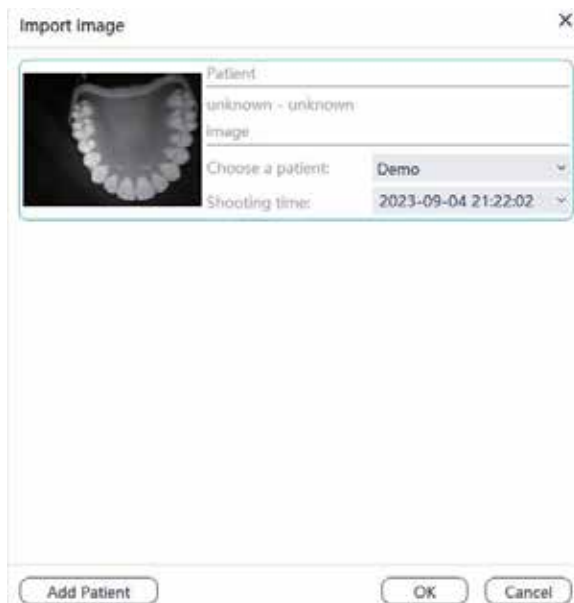 Import image
Patient
unknown - unknown
image
Choose a patient: Demo
Shooting time: 2023-09-04 21:22:02
Add Patient
OK
Cancel